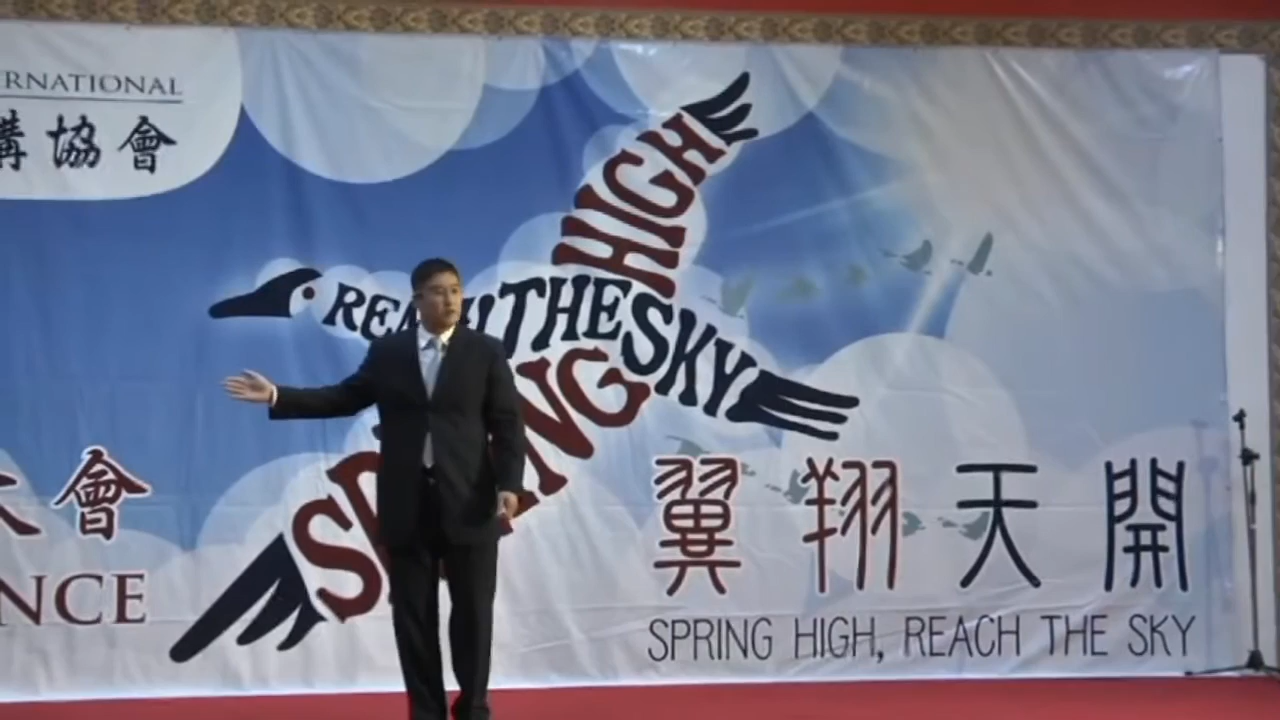 RNATIONAL
講協會
HIGH
REACH THE SKY
SPRING
大會
NCE
翼翔天開
SPRING HIGH, REACH THE SKY